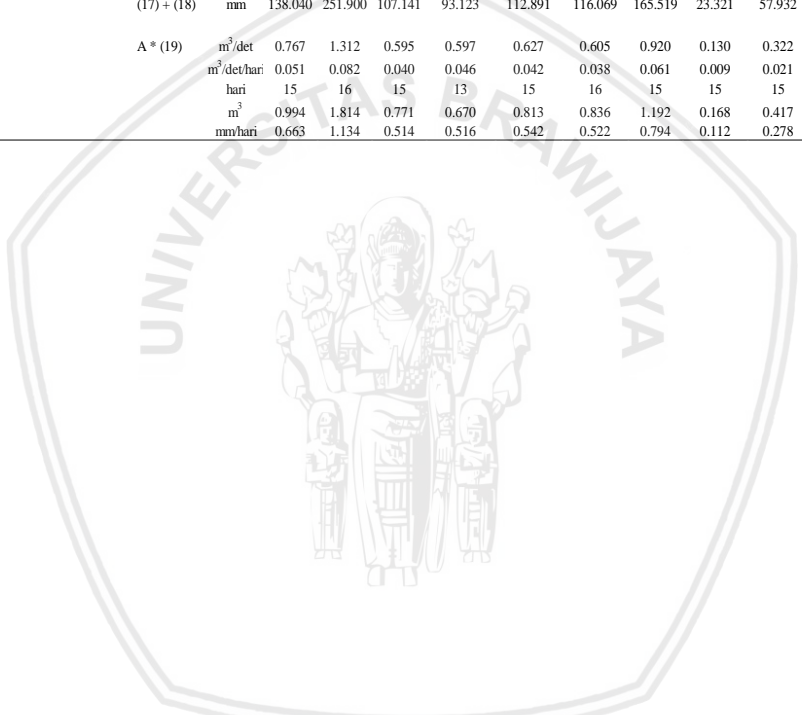 (17) + (18) mm 138.040 251.900 107.141 93.123 112.891 116.069 165.519 23.321 57.932
A * (19) m³/det 0.767 1.312 0.595 0.597 0.627 0.605 0.920 0.130 0.322
m³/det/hari 0.051 0.082 0.040 0.046 0.042 0.038 0.061 0.009 0.021
hari 15 16 15 13 15 16 15 15 15
m³ 0.994 1.814 0.771 0.670 0.813 0.836 1.192 0.168 0.417
mm/hari 0.663 1.134 0.514 0.516 0.542 0.522 0.794 0.112 0.278
UNIVERSITAS BRAWIJAYA